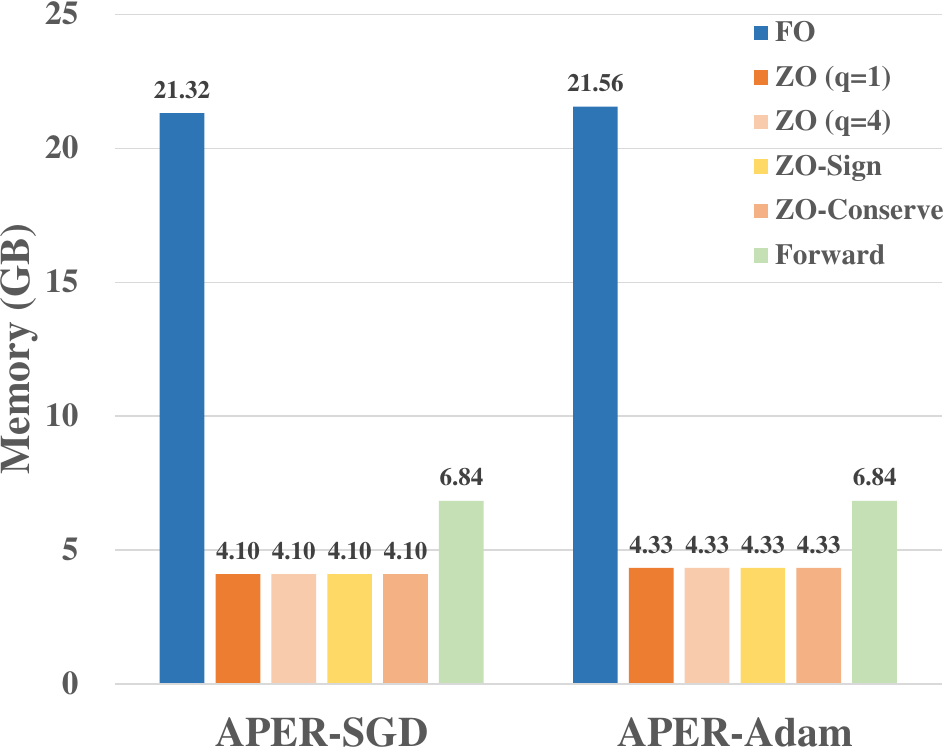 25
20
15
10
5
0
Memory (GB)
FO
ZO (q=1)
ZO (q=4)
ZO-Sign
ZO-Conserve
Forward
21.32
4.10
4.10
4.10
4.10
6.84
21.56
4.33
4.33
4.33
4.33
6.84
APER-SGD
APER-Adam